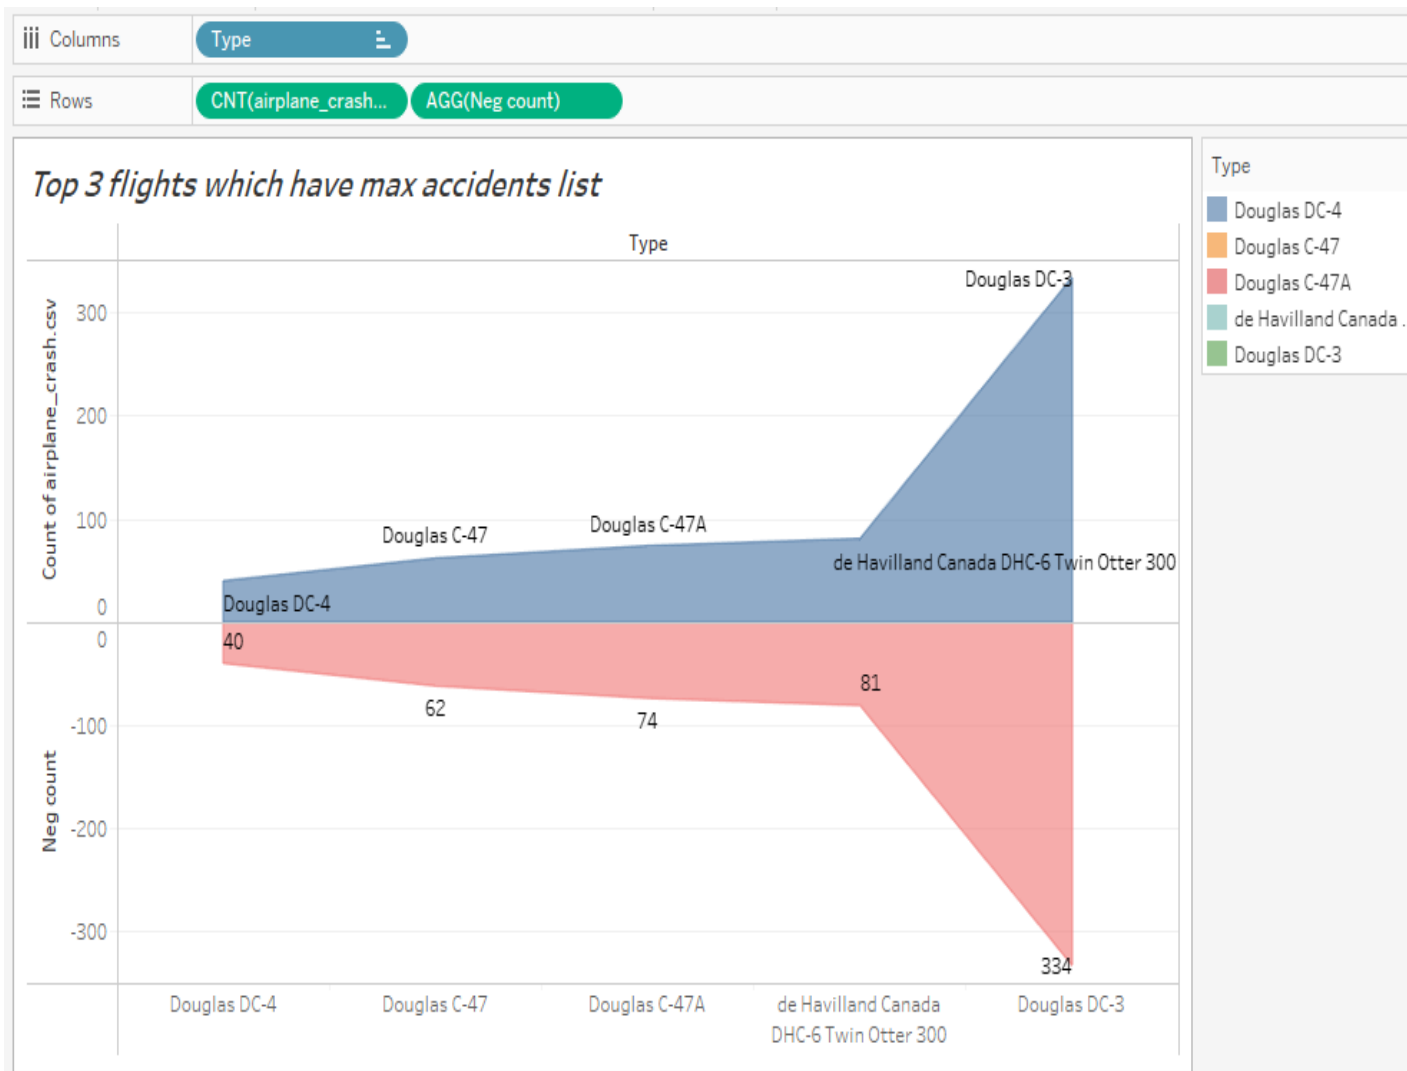 Columns
Type
Rows
CNT(airplane_crash...
AGG(Neg count)
Top 3 flights which have max accidents list
Type
Count of airplane_crash.csv
300
200
100
0
Douglas DC-3
Douglas C-47
Douglas C-47A
de Havilland Canada DHC-6 Twin Otter 300
Douglas DC-4
Neg count
0
-100
-200
-300
40
62
74
81
334
Douglas DC-4
Douglas C-47
Douglas C-47A
de Havilland Canada
DHC-6 Twin Otter 300
Douglas DC-3
Type
Douglas DC-4
Douglas C-47
Douglas C-47A
de Havilland Canada .
Douglas DC-3